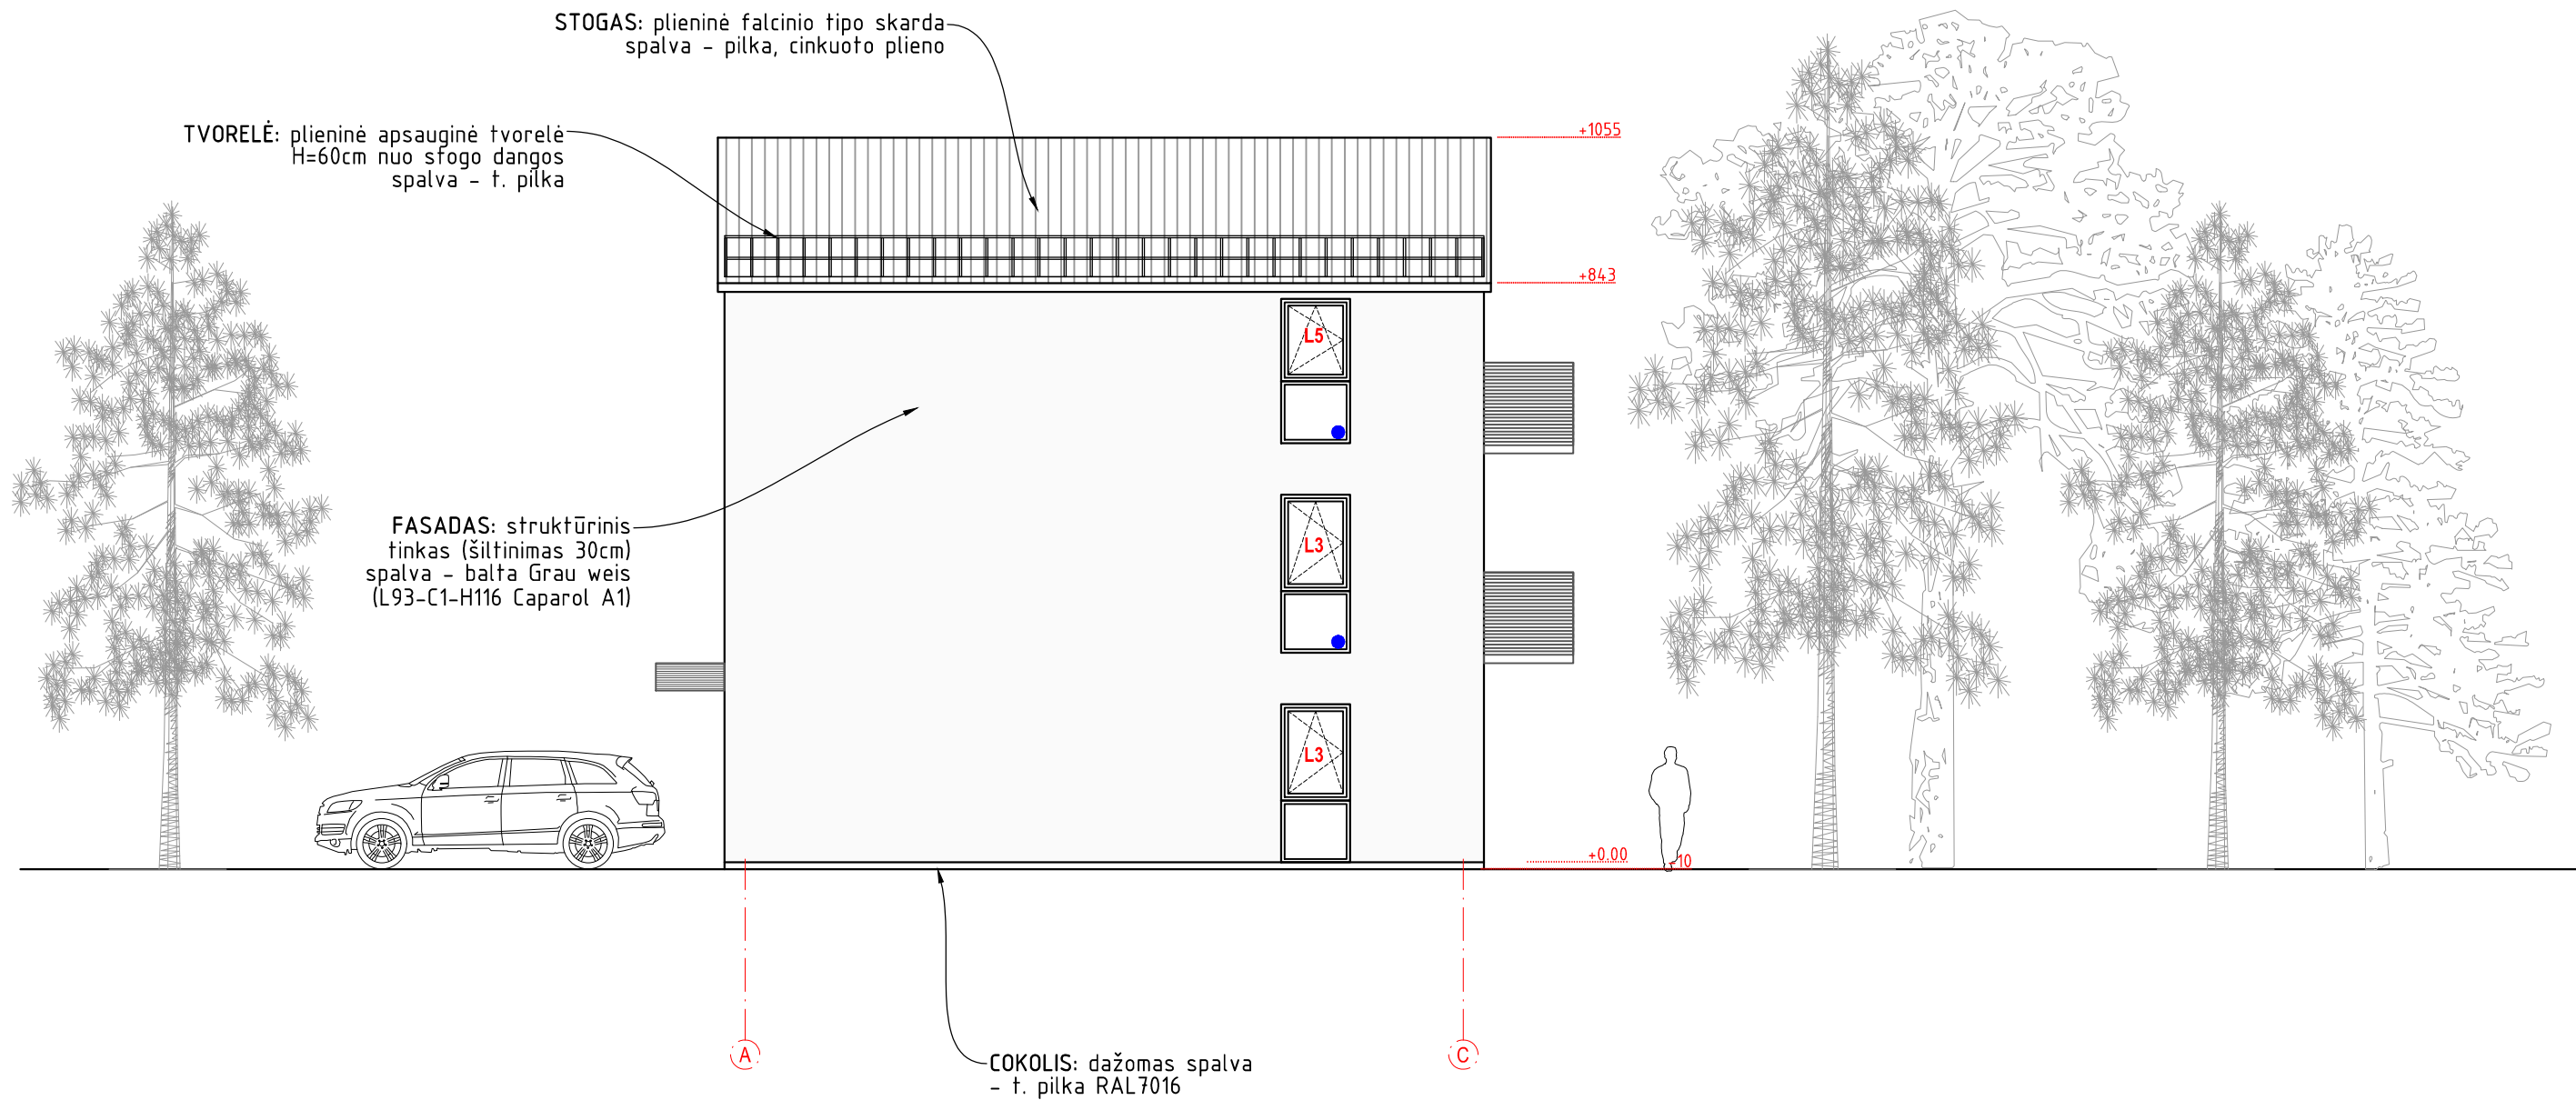 STOGAS: plieninė falcinio tipo skarda
spalva - pilka, cinkuoto plieno
TVORELĖ: plieninė apsauginė tvorelė
H=60cm nuo stogo dangos
spalva - t. pilka
+1055
+843
L5
FASADAS: struktūrinis
tinkas (šiltinimas 30cm)
spalva - balta Grau weis
(L93-C1-H116 Caparol A1)
L3
L3
+0.00
-10
A
C
COKOLIS: dažomas spalva
- t. pilka RAL7016